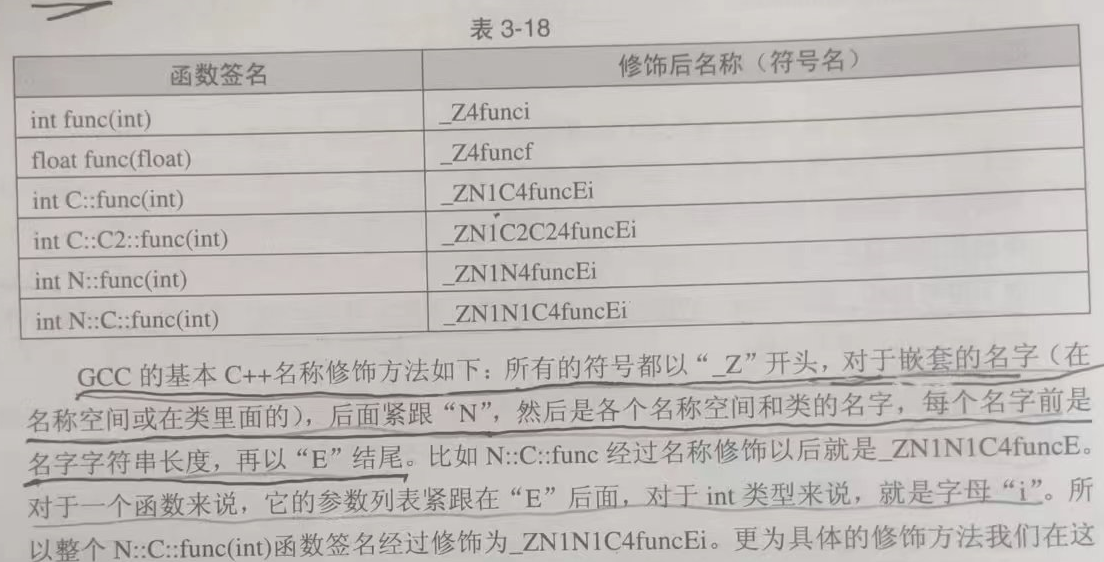 表 3-18
函数签名 修饰后名称（符号名）
int func(int) _Z4funci
float func(float) _Z4funcf
int C::func(int) _ZN1C4funcEi
int C::C2::func(int) _ZN1C2C24funcEi
int N::func(int) _ZN1N4funcEi
int N::C::func(int) _ZN1N1C4funcEi
GCC 的基本 C++名称修饰方法如下：所有的符号都以“_Z”开头，对于嵌套的名字（在
名称空间或在类里面的），后面紧跟“N”，然后是各个名称空间和类的名字，每个名字前是
名字字符串长度，再以“E”结尾。比如 N::C::func 经过名称修饰以后就是_ZN1N1C4funcE。
对于一个函数来说，它的参数列表紧跟在“E”后面，对于 int 类型来说，就是字母“i”。所
以整个 N::C::func(int)函数签名经过修饰为_ZN1N1C4funcEi。更为具体的修饰方法我们在这